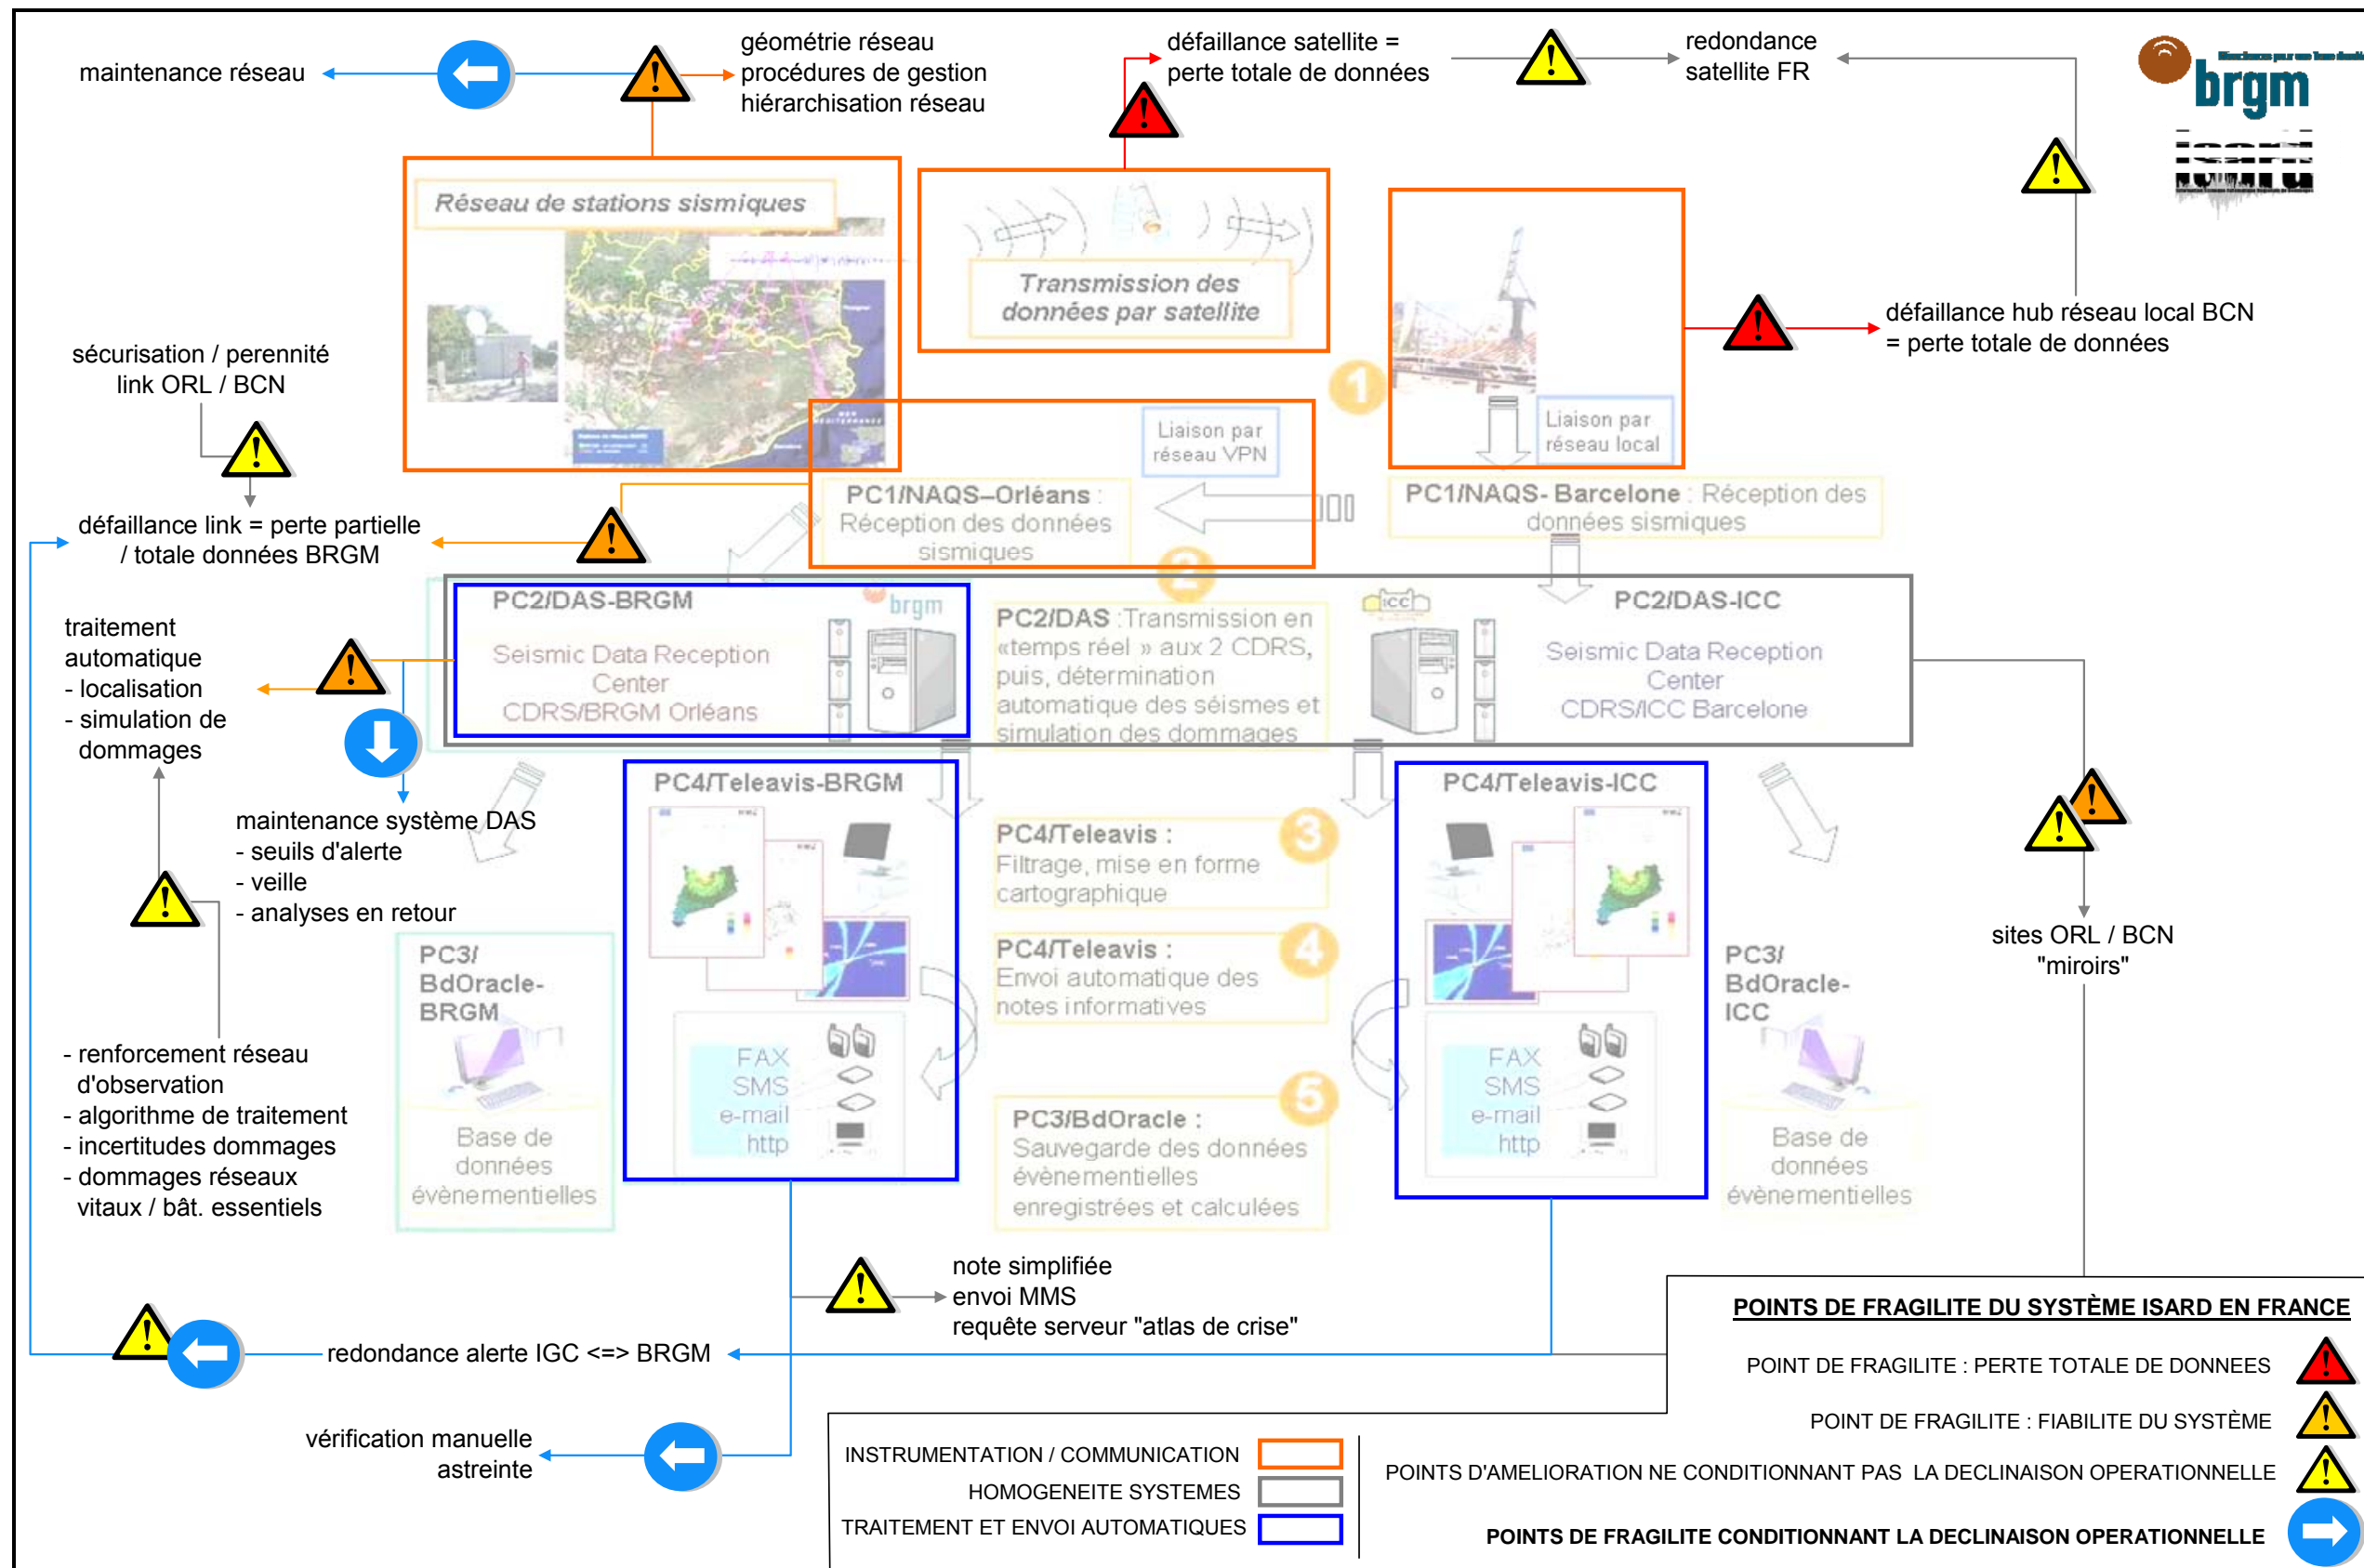 maintenance réseau
géométrie réseau
procédures de gestion
hiérarchisation réseau
défaillance satellite =
perte totale de données
redondance
satellite FR
brgm
isard
Réseau de stations sismiques
Transmission des
données par satellite
1
Liaison par
réseau local
défaillance hub réseau local BCN
= perte totale de données
sécurisation / perennité
link ORL / BCN
Liaison par
réseau VPN
PC1/NAQS–Orléans :
Réception des données
sismiques
PC1/NAQS- Barcelone : Réception des
données sismiques
défaillance link = perte partielle
/ totale données BRGM
2
PC2/DAS-BRGM
brgm
Seismic Data Reception
Center
CDRS/BRGM Orléans
PC2/DAS :Transmission en
«temps réel » aux 2 CDRS,
puis, détermination
automatique des séismes et
simulation des dommages
icc
PC2/DAS-ICC
Seismic Data Reception
Center
CDRS/ICC Barcelone
traitement
automatique
- localisation
- simulation de
dommages
maintenance système DAS
- seuils d'alerte
- veille
- analyses en retour
PC4/Teleavis-BRGM
PC4/Teleavis :
Filtrage, mise en forme
cartographique
3
PC4/Teleavis-ICC
PC4/Teleavis :
Envoi automatique des
notes informatives
4
sites ORL / BCN
"miroirs"
PC3/
BdOracle-
BRGM
Base de
données
évènementielles
FAX
SMS
e-mail
http
PC3/BdOracle :
Sauvegarde des données
évènementielles
enregistrées et calculées
5
FAX
SMS
e-mail
http
PC3/
BdOracle-
ICC
Base de
données
évènementielles
- renforcement réseau
d'observation
- algorithme de traitement
- incertitudes dommages
- dommages réseaux
vitaux / bât. essentiels
note simplifiée
envoi MMS
requête serveur "atlas de crise"
redondance alerte IGC <=> BRGM
vérification manuelle
astreinte
INSTRUMENTATION / COMMUNICATION
HOMOGENEITE SYSTEMES
TRAITEMENT ET ENVOI AUTOMATIQUES
POINTS DE FRAGILITE DU SYSTÈME ISARD EN FRANCE
POINT DE FRAGILITE : PERTE TOTALE DE DONNEES
POINT DE FRAGILITE : FIABILITE DU SYSTÈME
POINTS D'AMELIORATION NE CONDITIONNANT PAS LA DECLINAISON OPERATIONNELLE
POINTS DE FRAGILITE CONDITIONNANT LA DECLINAISON OPERATIONNELLE